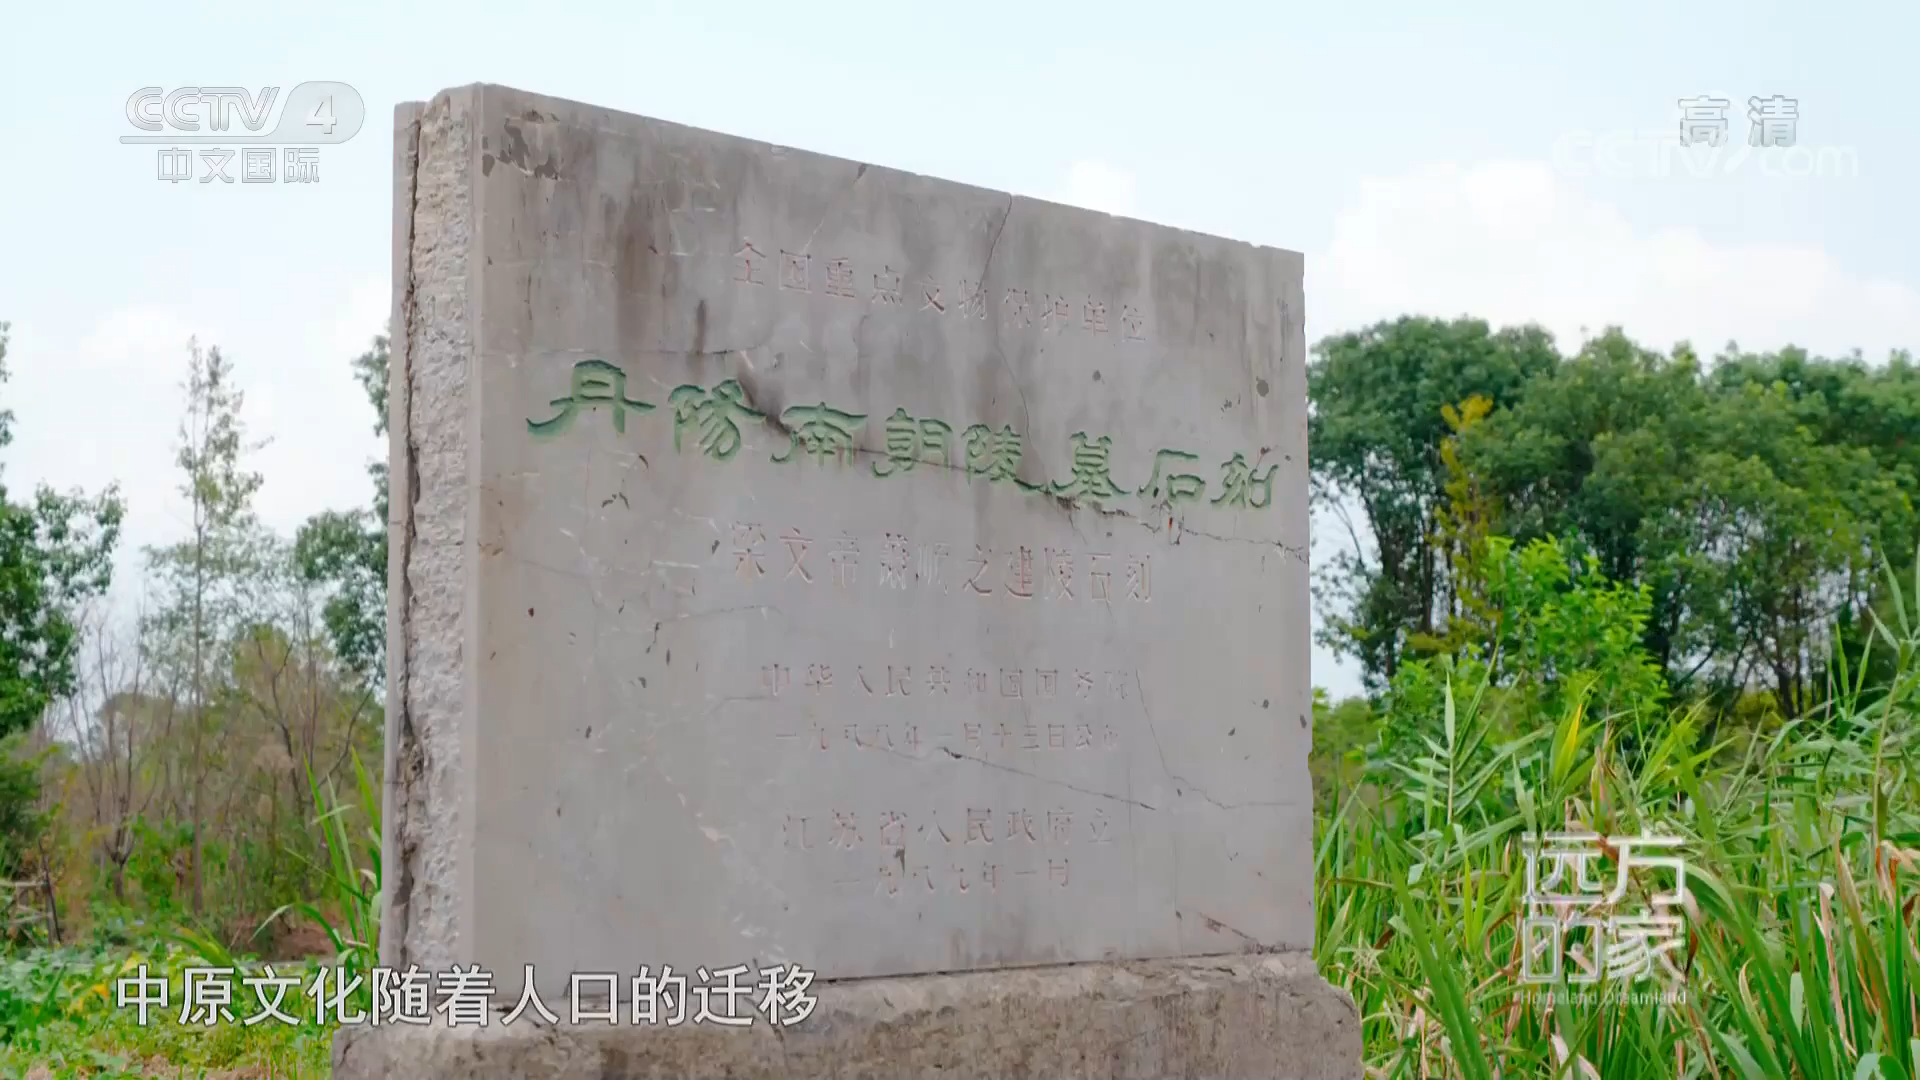 CCTV 4
中文国际
高清
CCTV.com
全国重点文物保护单位
丹陽南朝陵墓石刻
梁文帝萧顺之建陵石刻
中华人民共和国国务院
一九八八年一月十三日公布
江苏省人民政府立
一九八九年一月
远方
的家
Homeland Dreamland
中原文化随着人口的迁移